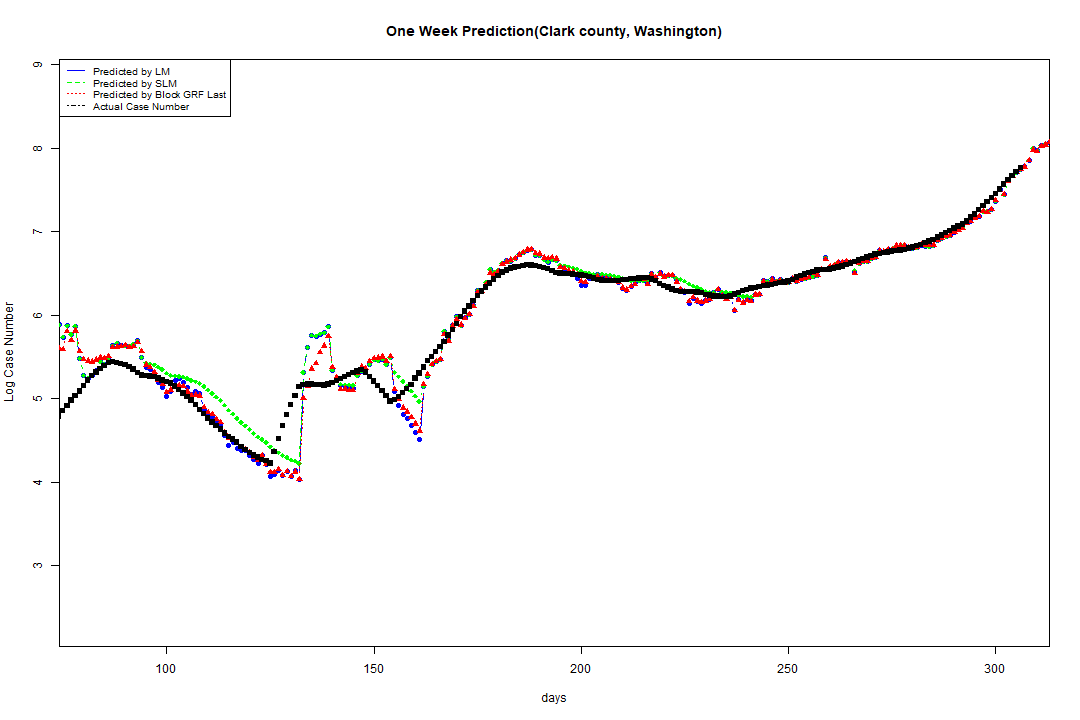 One Week Prediction(Clark county, Washington)
Predicted by LM
Predicted by SLM
Predicted by Block GRF Last
Actual Case Number
Log Case Number
9
8
7
6
5
4
3
100 150 200 250 300
days